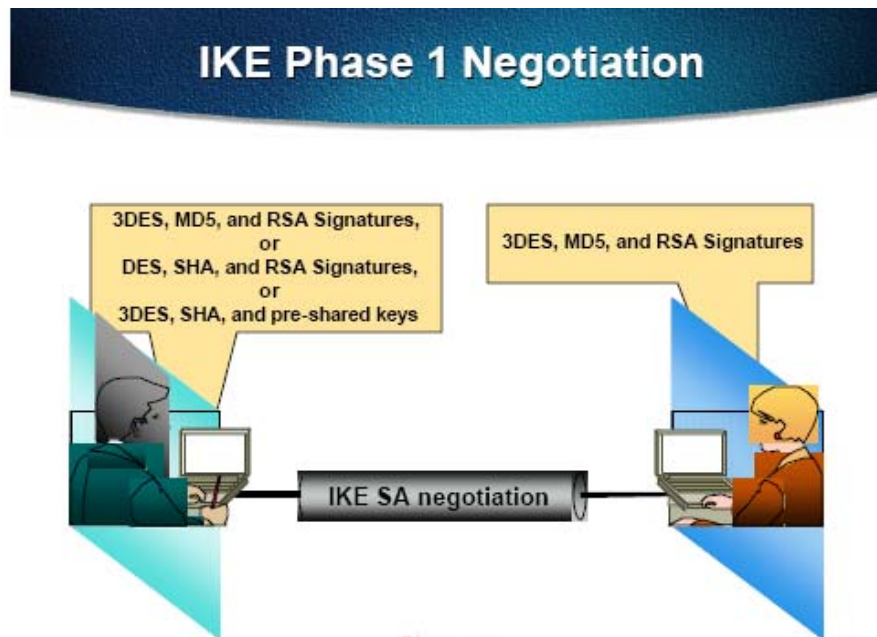 IKE Phase 1 Negotiation
3DES, MD5, and RSA Signatures,
or
DES, SHA, and RSA Signatures,
or
3DES, SHA, and pre-shared keys
3DES, MD5, and RSA Signatures
IKE SA negotiation